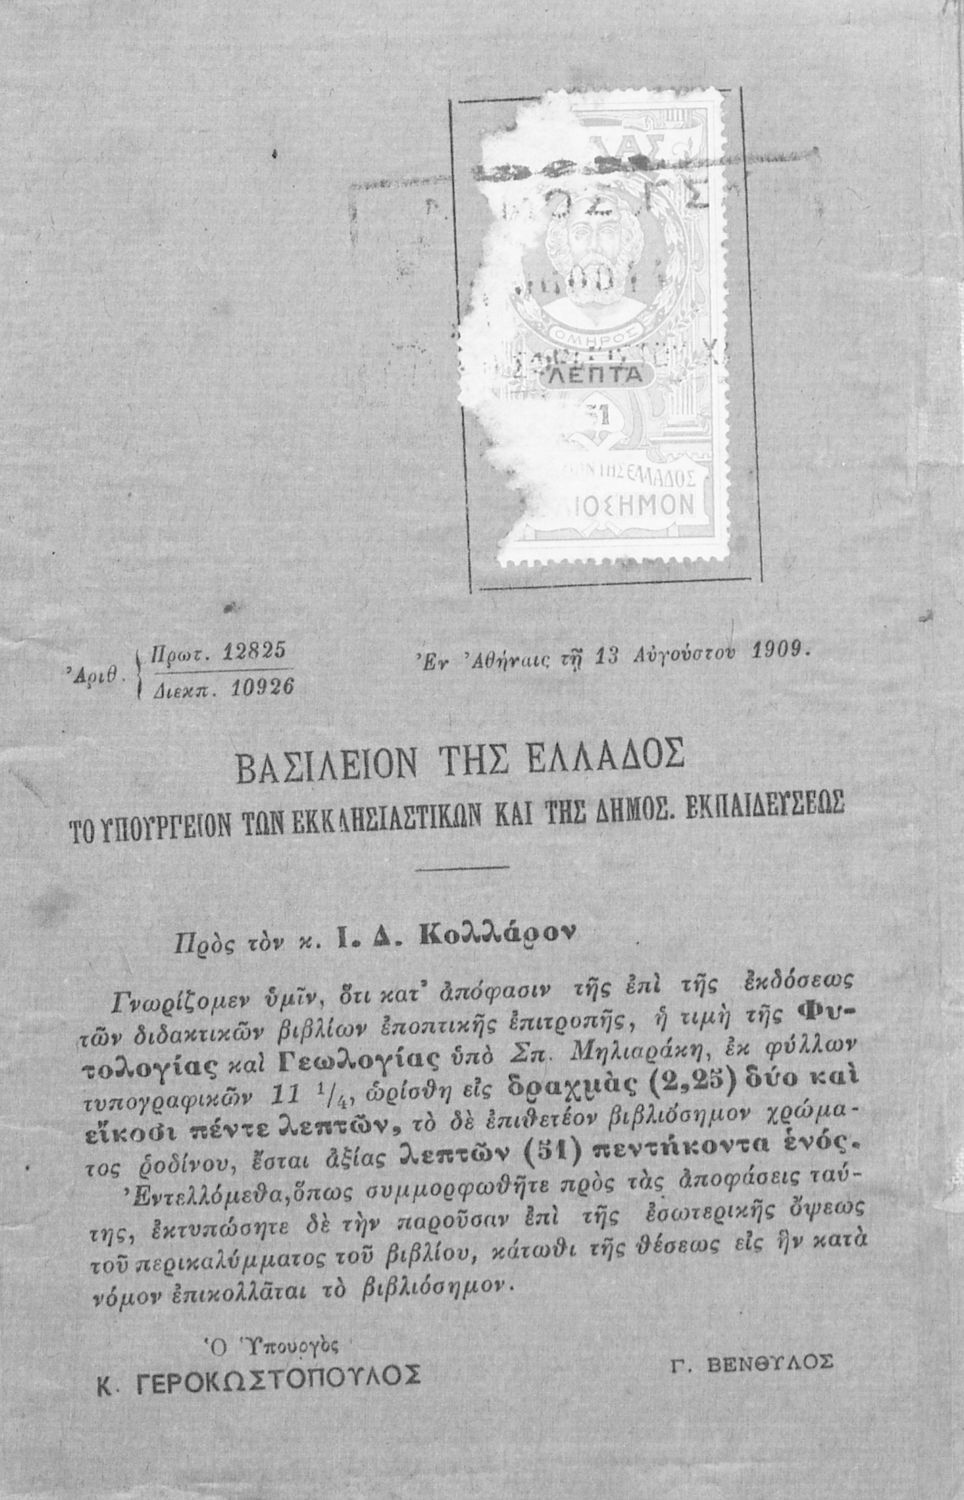 ΟΜΗΡΟΣ
ΛΕΠΤΑ
51
ΤΗΣ ΕΛΛΑΔΟΣ
ΙΟΣΗΜΟΝ
Ἀριθ. { Πρωτ. 12825
Διεκπ. 10926
Ἐν Ἀθήναις τῇ 13 Αὐγούστου 1909.
ΒΑΣΙΛΕΙΟΝ ΤΗΣ ΕΛΛΑΔΟΣ
ΤΟ ΥΠΟΥΡΓΕΙΟΝ ΤΩΝ ΕΚΚΛΗΣΙΑΣΤΙΚΩΝ ΚΑΙ ΤΗΣ ΔΗΜΟΣ. ΕΚΠΑΙΔΕΥΣΕΩΣ
Πρὸς τὸν κ. Ι. Δ. Κολλάρον
Γνωρίζομεν ὑμῖν, ὅτι κατ' ἀπόφασιν τῆς ἐπὶ τῆς ἐκδόσεως
τῶν διδακτικῶν βιβλίων ἐποπτικῆς ἐπιτροπῆς, ἡ τιμὴ τῆς Φυ-
τολογίας καὶ Γεωλογίας ὑπὸ Σπ. Μηλιαράκη, ἐκ φύλλων
τυπογραφικῶν 11 1/4, ὡρίσθη εἰς δραχμὰς (2,25) δύο καὶ
εἴκοσι πέντε λεπτῶν, τὸ δὲ ἐπιθετέον βιβλιόσημον χρώμα-
τος ῥοδίνου, ἔσται ἀξίας λεπτῶν (51) πεντήκοντα ἑνός.
Ἐντελλόμεθα, ὅπως συμμορφωθῆτε πρὸς τὰς ἀποφάσεις ταύ-
της, ἐκτυπώσητε δὲ τὴν παροῦσαν ἐπὶ τῆς ἐσωτερικῆς ὄψεως
τοῦ περικαλύμματος τοῦ βιβλίου, κάτωθι τῆς θέσεως εἰς ἣν κατὰ
νόμον ἐπικολλᾶται τὸ βιβλιόσημον.
Ὁ Ὑπουργὸς
Κ. ΓΕΡΟΚΩΣΤΟΠΟΥΛΟΣ
Γ. ΒΕΝΘΥΛΟΣ